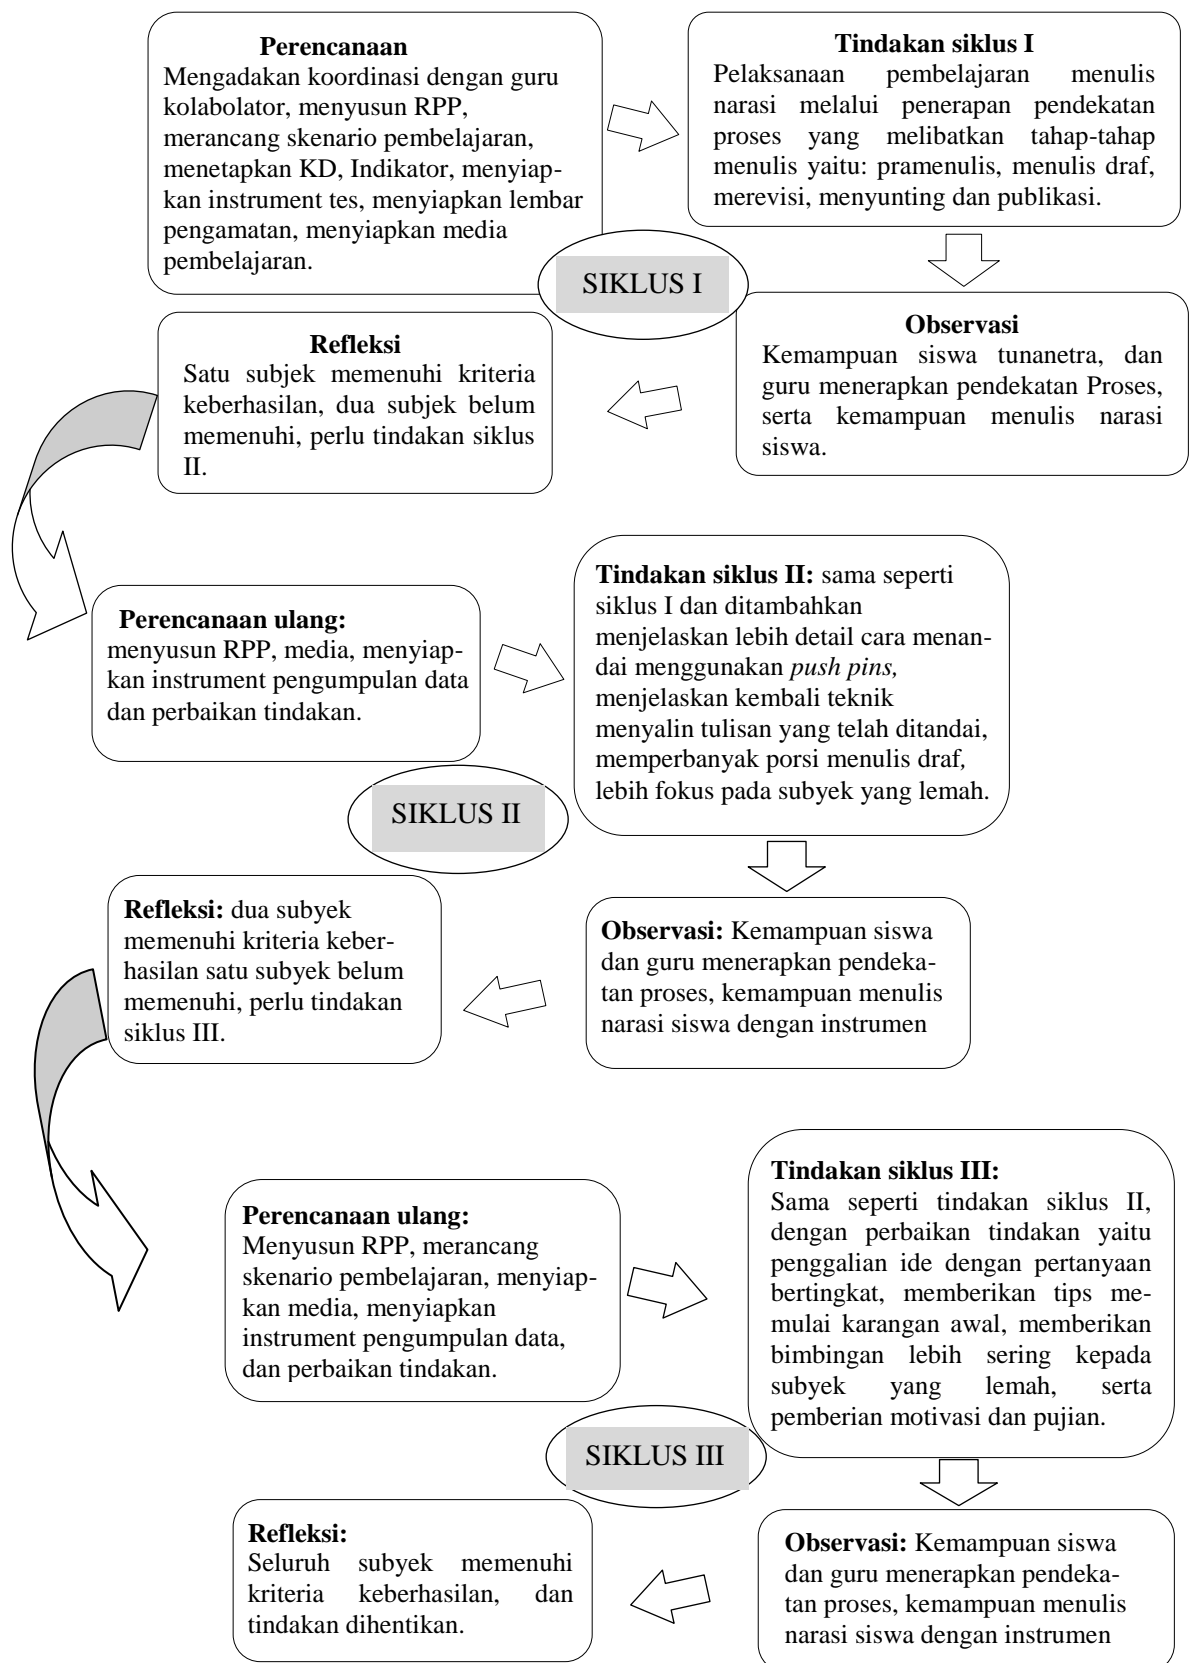 Perencanaan
Mengadakan koordinasi dengan guru
kolabolator, menyusun RPP,
merancang skenario pembelajaran,
menetapkan KD, Indikator, menyiap-
kan instrument tes, menyiapkan lembar
pengamatan, menyiapkan media
pembelajaran.
Tindakan siklus I
Pelaksanaan pembelajaran menulis
narasi melalui penerapan pendekatan
proses yang melibatkan tahap-tahap
menulis yaitu: pramenulis, menulis draf,
merevisi, menyunting dan publikasi.
SIKLUS I
Observasi
Kemampuan siswa tunanetra, dan
guru menerapkan pendekatan Proses,
serta kemampuan menulis narasi
siswa.
Refleksi
Satu subjek memenuhi kriteria
keberhasilan, dua subjek belum
memenuhi, perlu tindakan siklus
II.
Perencanaan ulang:
menyusun RPP, media, menyiap-
kan instrument pengumpulan data
dan perbaikan tindakan.
Tindakan siklus II: sama seperti
siklus I dan ditambahkan
menjelaskan lebih detail cara menan-
dai menggunakan push pins,
menjelaskan kembali teknik
menyalin tulisan yang telah ditandai,
memperbanyak porsi menulis draf,
lebih fokus pada subyek yang lemah.
SIKLUS II
Observasi: Kemampuan siswa
dan guru menerapkan pendeka-
tan proses, kemampuan menulis
narasi siswa dengan instrumen
Refleksi: dua subyek
memenuhi kriteria keber-
hasilan satu subyek belum
memenuhi, perlu tindakan
siklus III.
Perencanaan ulang:
Menyusun RPP, merancang
skenario pembelajaran, menyiap-
kan media, menyiapkan
instrument pengumpulan data,
dan perbaikan tindakan.
Tindakan siklus III:
Sama seperti tindakan siklus II,
dengan perbaikan tindakan yaitu
penggalian ide dengan pertanyaan
bertingkat, memberikan tips me-
mulai karangan awal, memberikan
bimbingan lebih sering kepada
subyek yang lemah, serta
pemberian motivasi dan pujian.
SIKLUS III
Observasi: Kemampuan siswa
dan guru menerapkan pendeka-
tan proses, kemampuan menulis
narasi siswa dengan instrumen
Refleksi:
Seluruh subyek memenuhi
kriteria keberhasilan, dan
tindakan dihentikan.